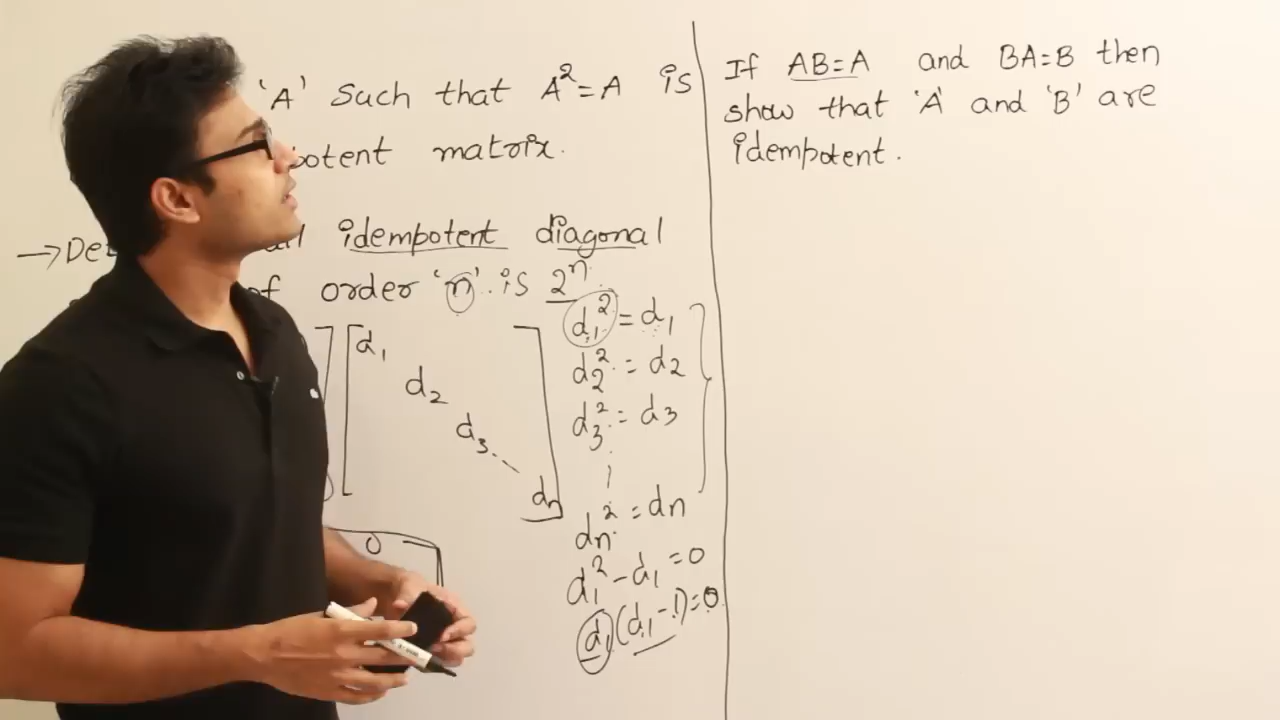 'A' Such that A²=A is
potent matrix.
→ De all idempotent diagonal
of order 'n' is 2ⁿ.
d₁
d₂
d₃
dₙ
0
d₁² = d₁
d₂² = d₂
d₃² = d₃
dn² = dn
d₁² - d₁ = 0
d₁(d₁-1)=0
If AB=A and BA=B then
show that 'A' and 'B' are
idempotent.